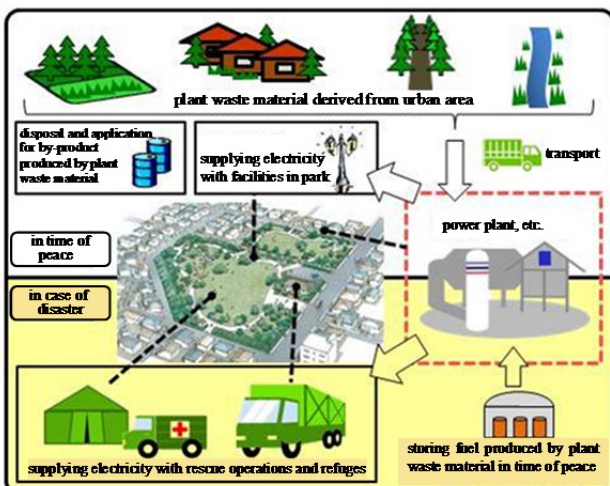 plant waste material derived from urban area
disposal and application
for by-product
produced by plant
waste material
supplying electricity
with facilities in park
transport
power plant, etc.
in time of
peace
in case of
disaster
supplying electricity with rescue operations and refuges
storing fuel produced by plant
waste material in time of peace